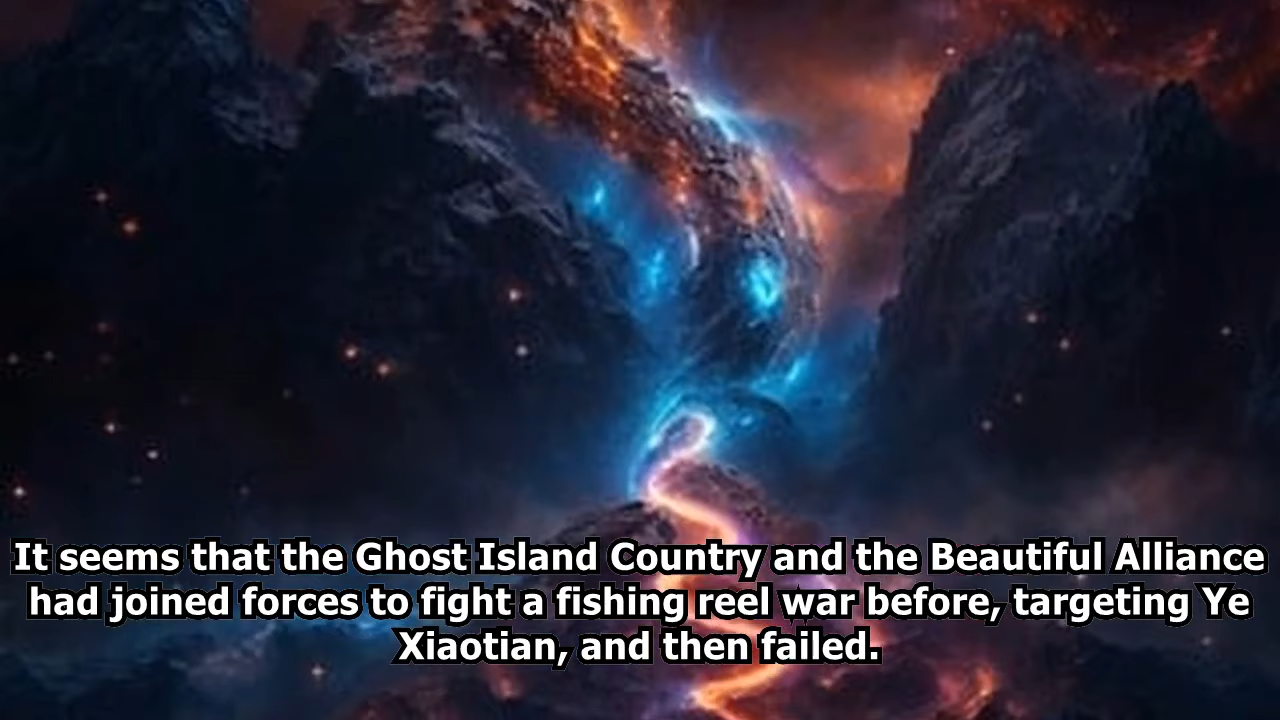 It seems that the Ghost Island Country and the Beautiful Alliance
had joined forces to fight a fishing reel war before, targeting Ye
Xiaotian, and then failed.